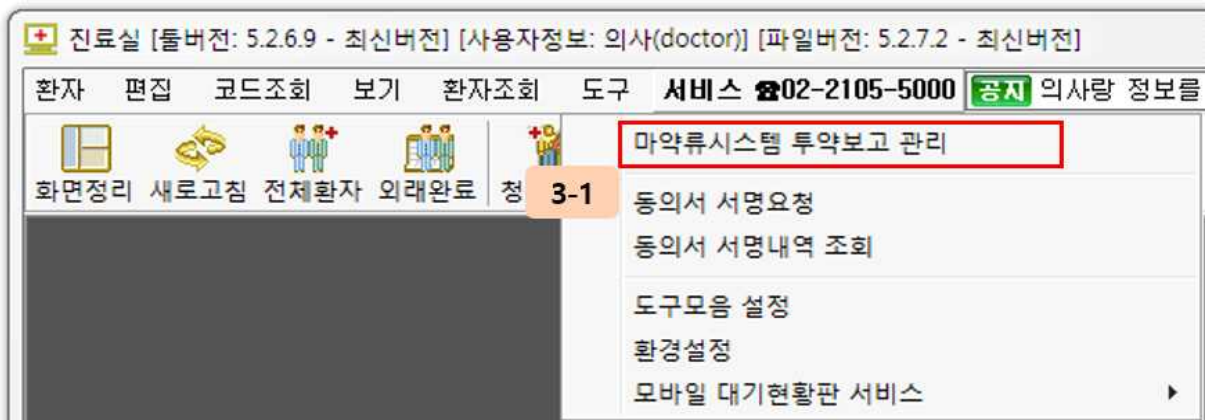 진료실 [툴버전: 5.2.6.9 - 최신버전] [사용자정보: 의사(doctor)] [파일버전: 5.2.7.2 - 최신버전]
환자 편집 코드조회 보기 환자조회 도구 서비스 ☎02-2105-5000 공지 의사랑 정보를
화면정리 새로고침 전체환자 외래완료 청
3-1
마약류시스템 투약보고 관리
동의서 서명요청
동의서 서명내역 조회
도구모음 설정
환경설정
모바일 대기현황판 서비스